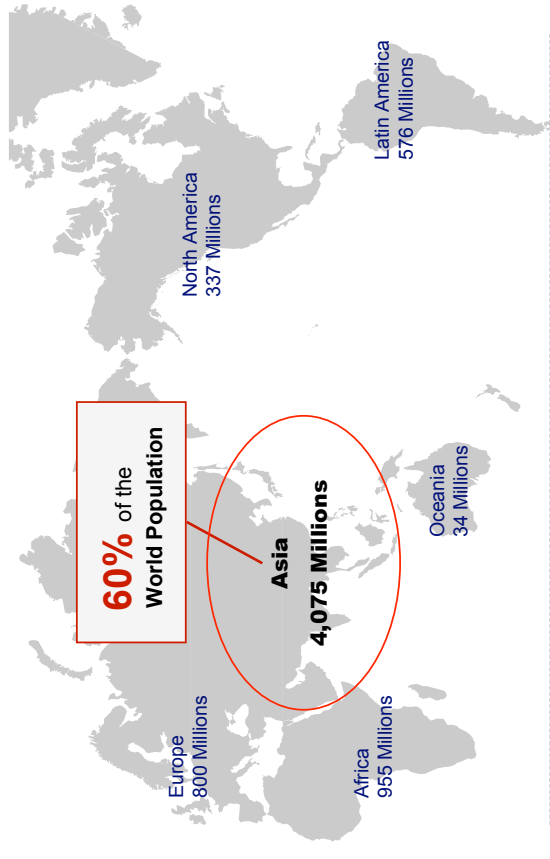 60% of the
World Population
North America
337 Millions
Latin America
576 Millions
Europe
800 Millions
Asia
4,075 Millions
Africa
955 Millions
Oceania
34 Millions